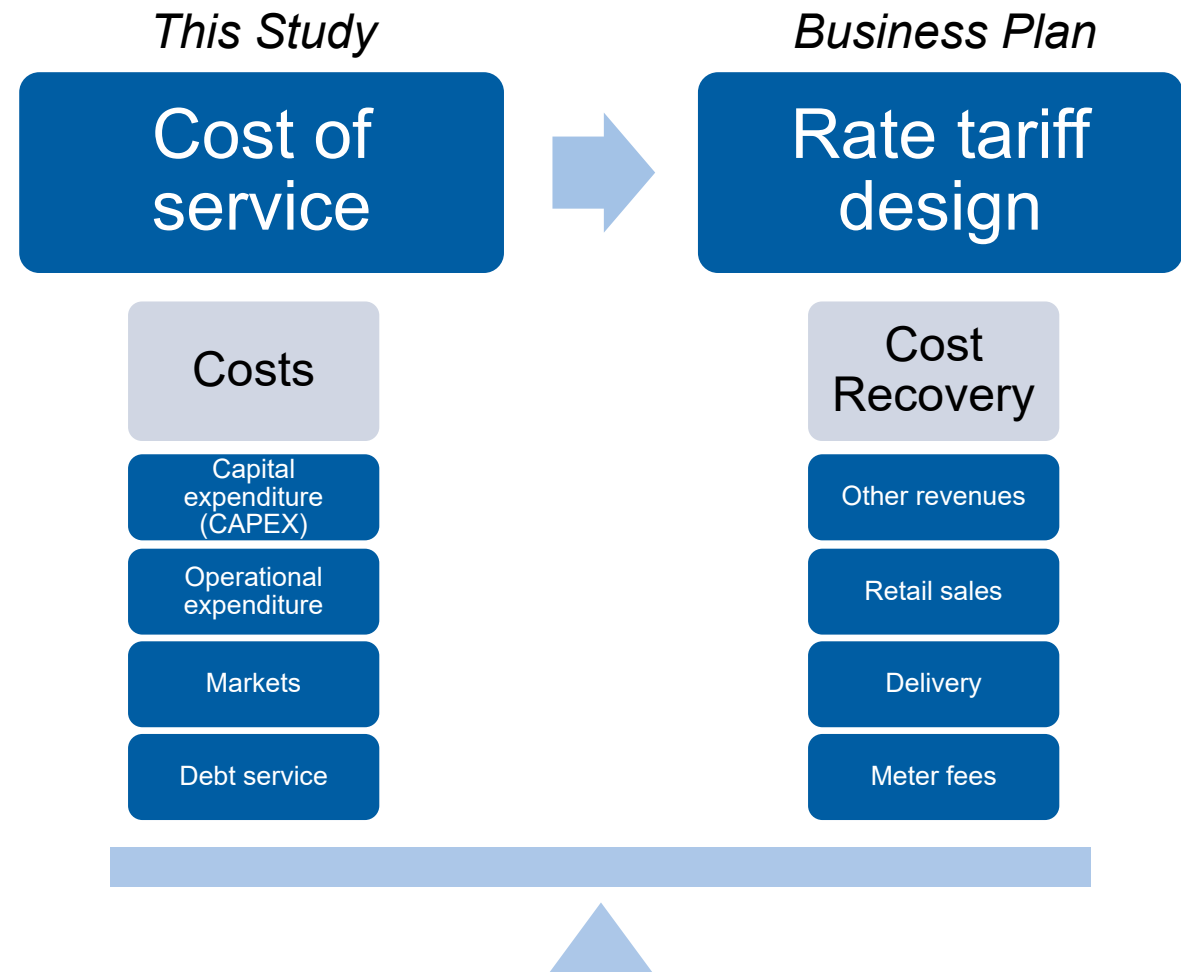 This Study
Business Plan
Cost of
service
Rate tariff
design
Costs
Capital
expenditure
(CAPEX)
Operational
expenditure
Markets
Debt service
Cost
Recovery
Other revenues
Retail sales
Delivery
Meter fees